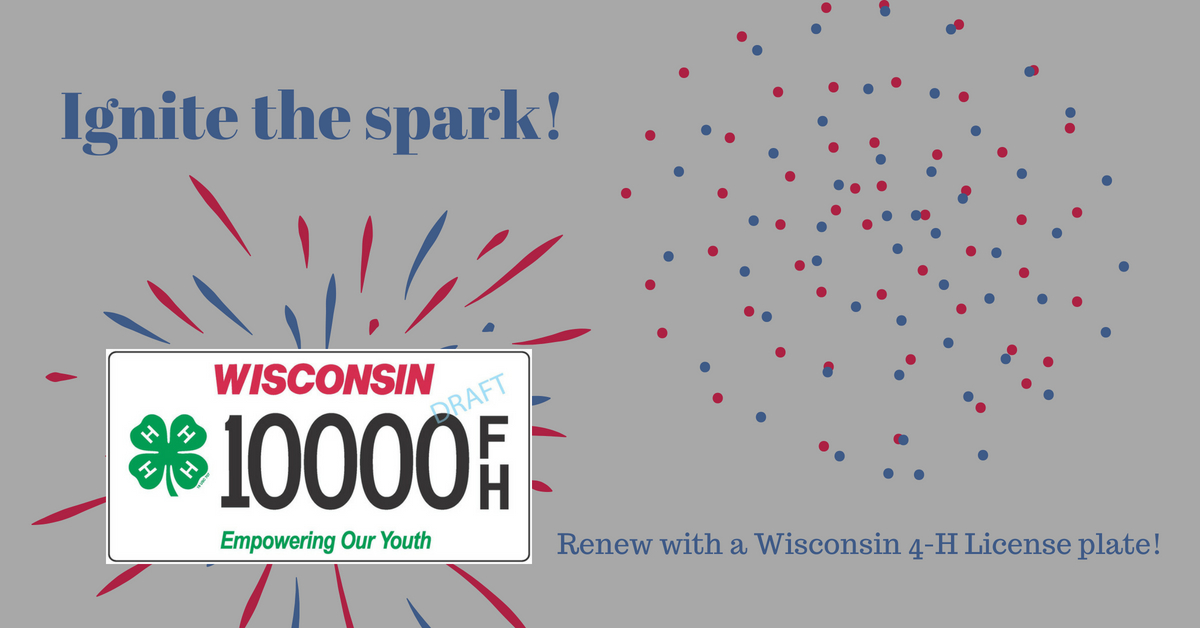 Ignite the spark!
WISCONSIN
DRAFT
H H
H H
10000
F
H
Empowering Our Youth
Renew with a Wisconsin 4-H License plate!